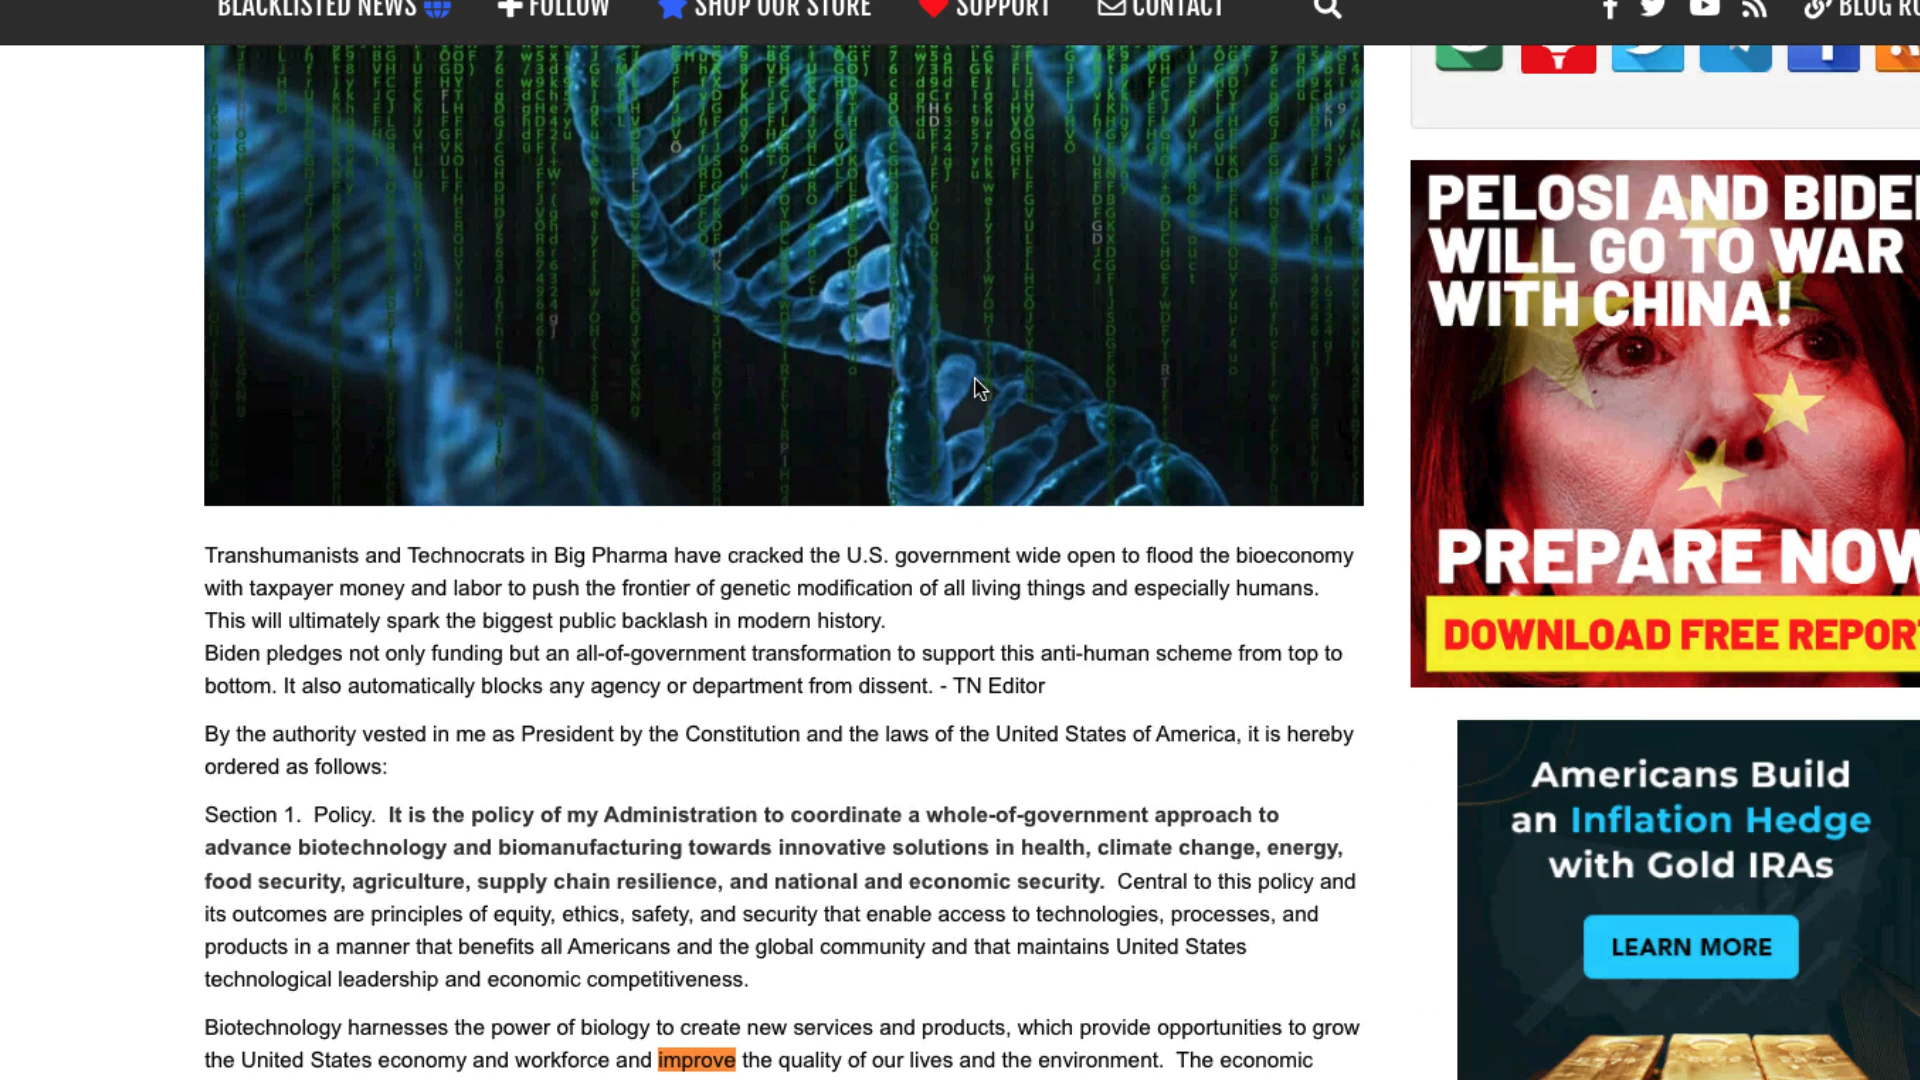 BLACKLISTED NEWS
FOLLOW
SHOP OUR STORE
SUPPORT
CONTACT
BLOG
Transhumanists and Technocrats in Big Pharma have cracked the U.S. government wide open to flood the bioeconomy
with taxpayer money and labor to push the frontier of genetic modification of all living things and especially humans.
This will ultimately spark the biggest public backlash in modern history.
Biden pledges not only funding but an all-of-government transformation to support this anti-human scheme from top to
bottom. It also automatically blocks any agency or department from dissent. - TN Editor
By the authority vested in me as President by the Constitution and the laws of the United States of America, it is hereby
ordered as follows:
Section 1.  Policy.  It is the policy of my Administration to coordinate a whole-of-government approach to
advance biotechnology and biomanufacturing towards innovative solutions in health, climate change, energy,
food security, agriculture, supply chain resilience, and national and economic security.  Central to this policy and
its outcomes are principles of equity, ethics, safety, and security that enable access to technologies, processes, and
products in a manner that benefits all Americans and the global community and that maintains United States
technological leadership and economic competitiveness.
Biotechnology harnesses the power of biology to create new services and products, which provide opportunities to grow
the United States economy and workforce and improve the quality of our lives and the environment.  The economic
PELOSI AND
WILL GO TO WAR
WITH CHINA!
PREPARE
DOWNLOAD FREE
Americans Build
an Inflation Hedge
with Gold IRAs
LEARN MORE